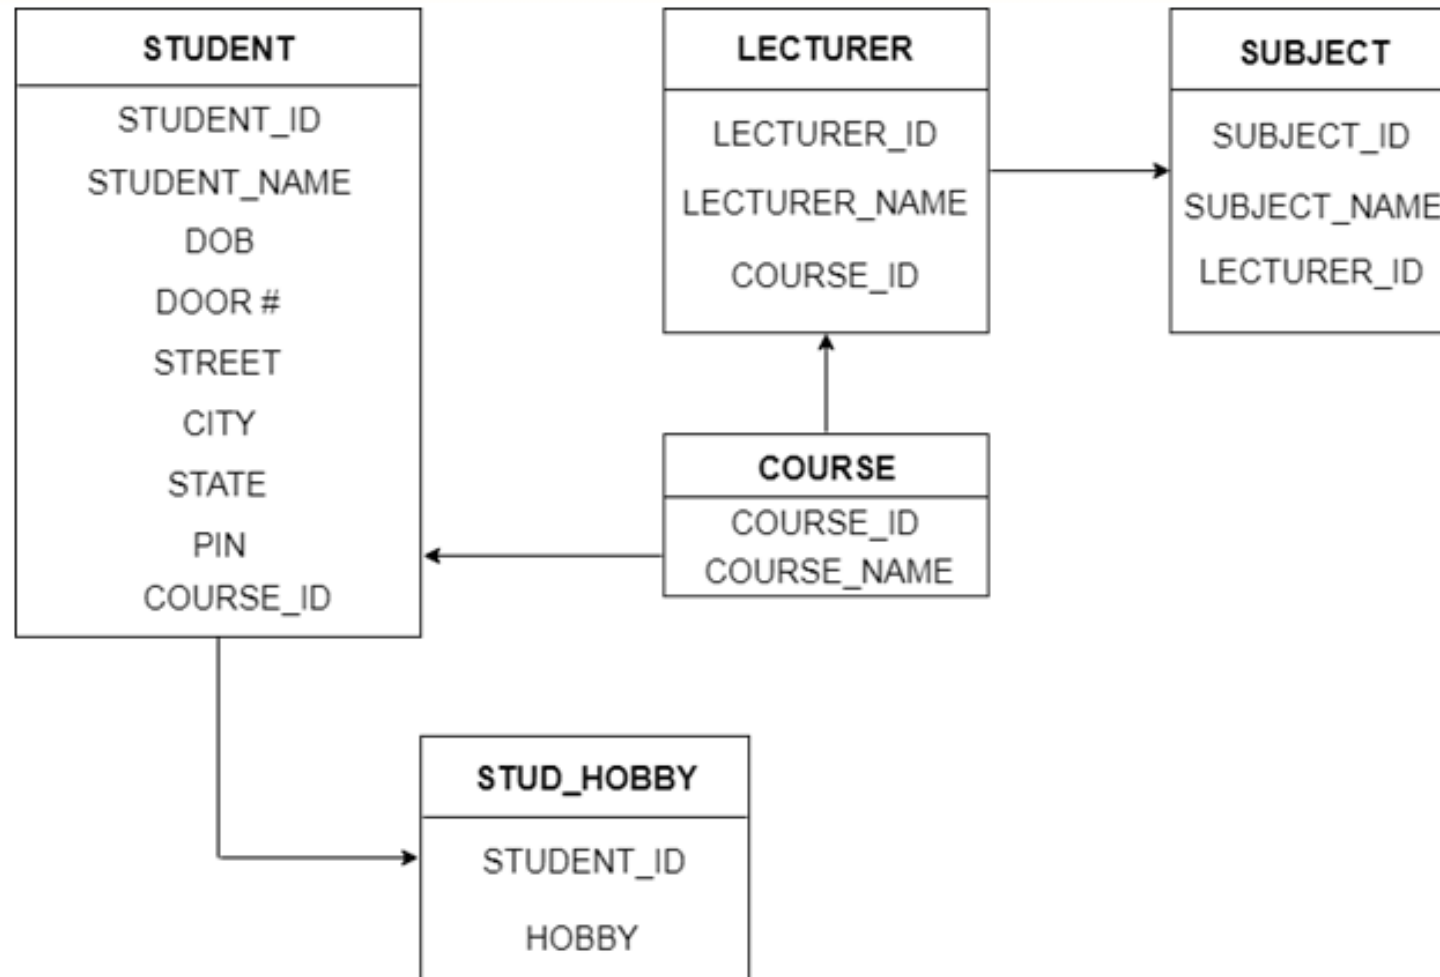 STUDENT
STUDENT_ID
STUDENT_NAME
DOB
DOOR #
STREET
CITY
STATE
PIN
COURSE_ID
LECTURER
LECTURER_ID
LECTURER_NAME
COURSE_ID
SUBJECT
SUBJECT_ID
SUBJECT_NAME
LECTURER_ID
COURSE
COURSE_ID
COURSE_NAME
STUD_HOBBY
STUDENT_ID
HOBBY